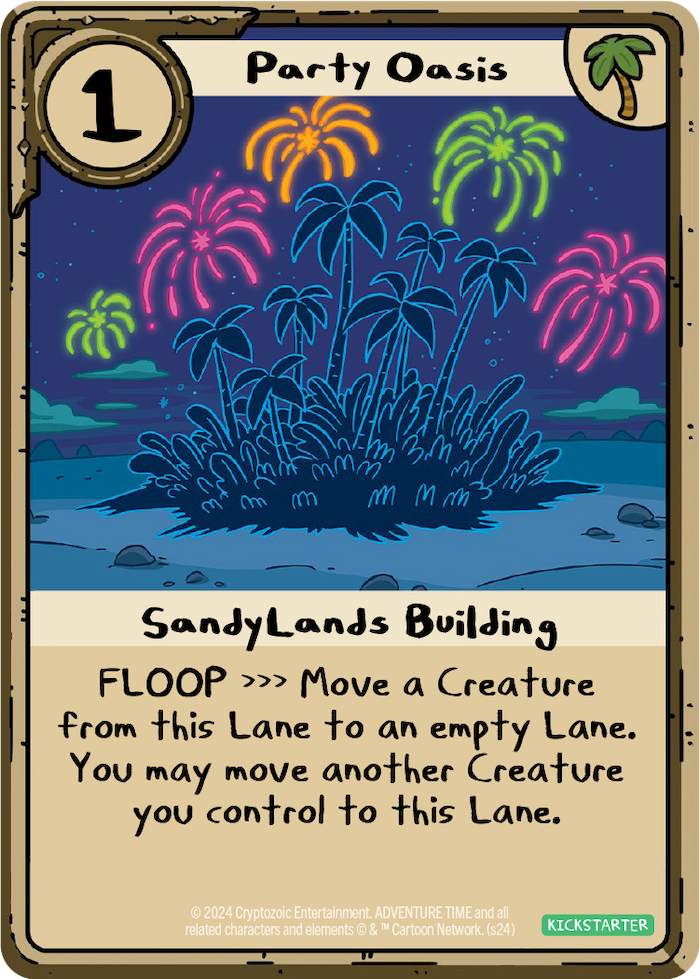 1
Party Oasis
SandyLands Building
FLOOP >>> Move a Creature
from this Lane to an empty Lane.
You may move another Creature
you control to this Lane.
© 2024 Cryptozoic Entertainment. ADVENTURE TIME and all
related characters and elements © & ™ Cartoon Network. (s24)
KICKSTARTER